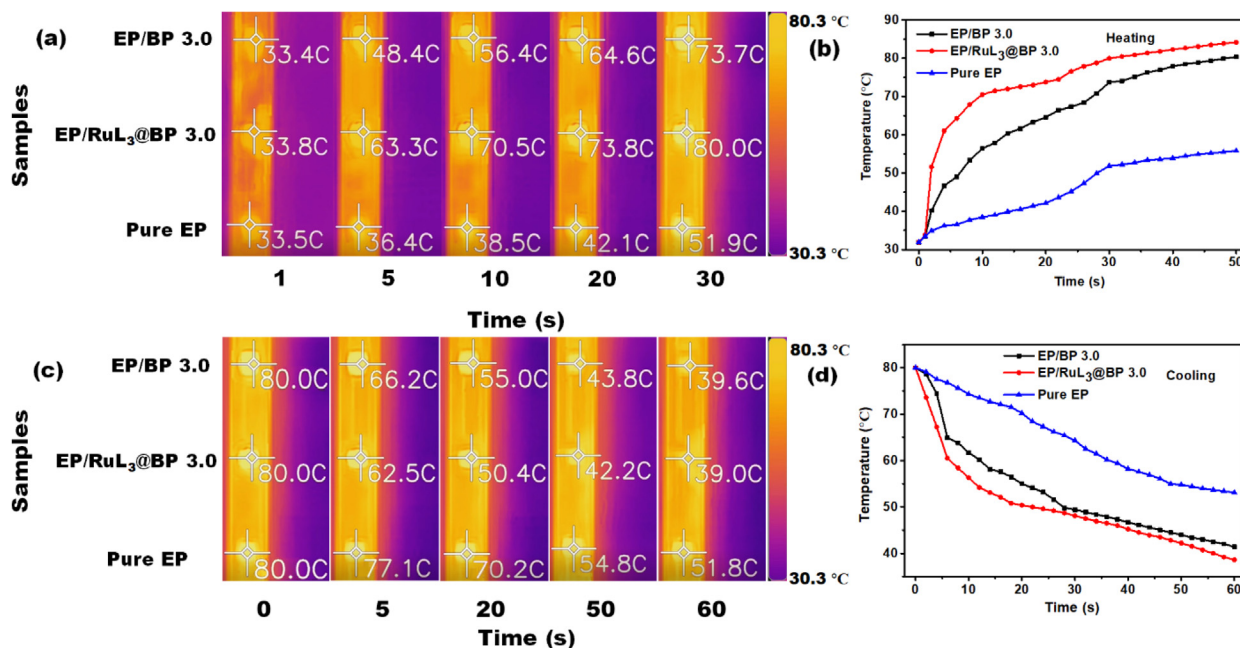 (a)
Samples
EP/BP 3.0
EP/RuL₃@BP 3.0
Pure EP
33.4C 48.4C 56.4C 64.6C 73.7C
33.8C 63.3C 70.5C 73.8C 80.0C
33.5C 36.4C 38.5C 42.1C 51.9C
1 5 10 20 30
Time (s)
80.3 °C
30.3 °C
(b)
EP/BP 3.0
Heating
EP/RuL₃@BP 3.0
Pure EP
Temperature (°C)
90
80
70
60
50
40
30
0 10 20 30 40 50
Time (s)
(c)
Samples
EP/BP 3.0
EP/RuL₃@BP 3.0
Pure EP
80.0C 66.2C 55.0C 43.8C 39.6C
80.0C 62.5C 50.4C 42.2C 39.0C
80.0C 77.1C 70.2C 54.8C 51.8C
0 5 20 50 60
Time (s)
80.3 °C
30.3 °C
(d)
EP/BP 3.0
EP/RuL₃@BP 3.0 Cooling
Pure EP
Temperature (°C)
80
70
60
50
40
0 10 20 30 40 50 60
Time (s)